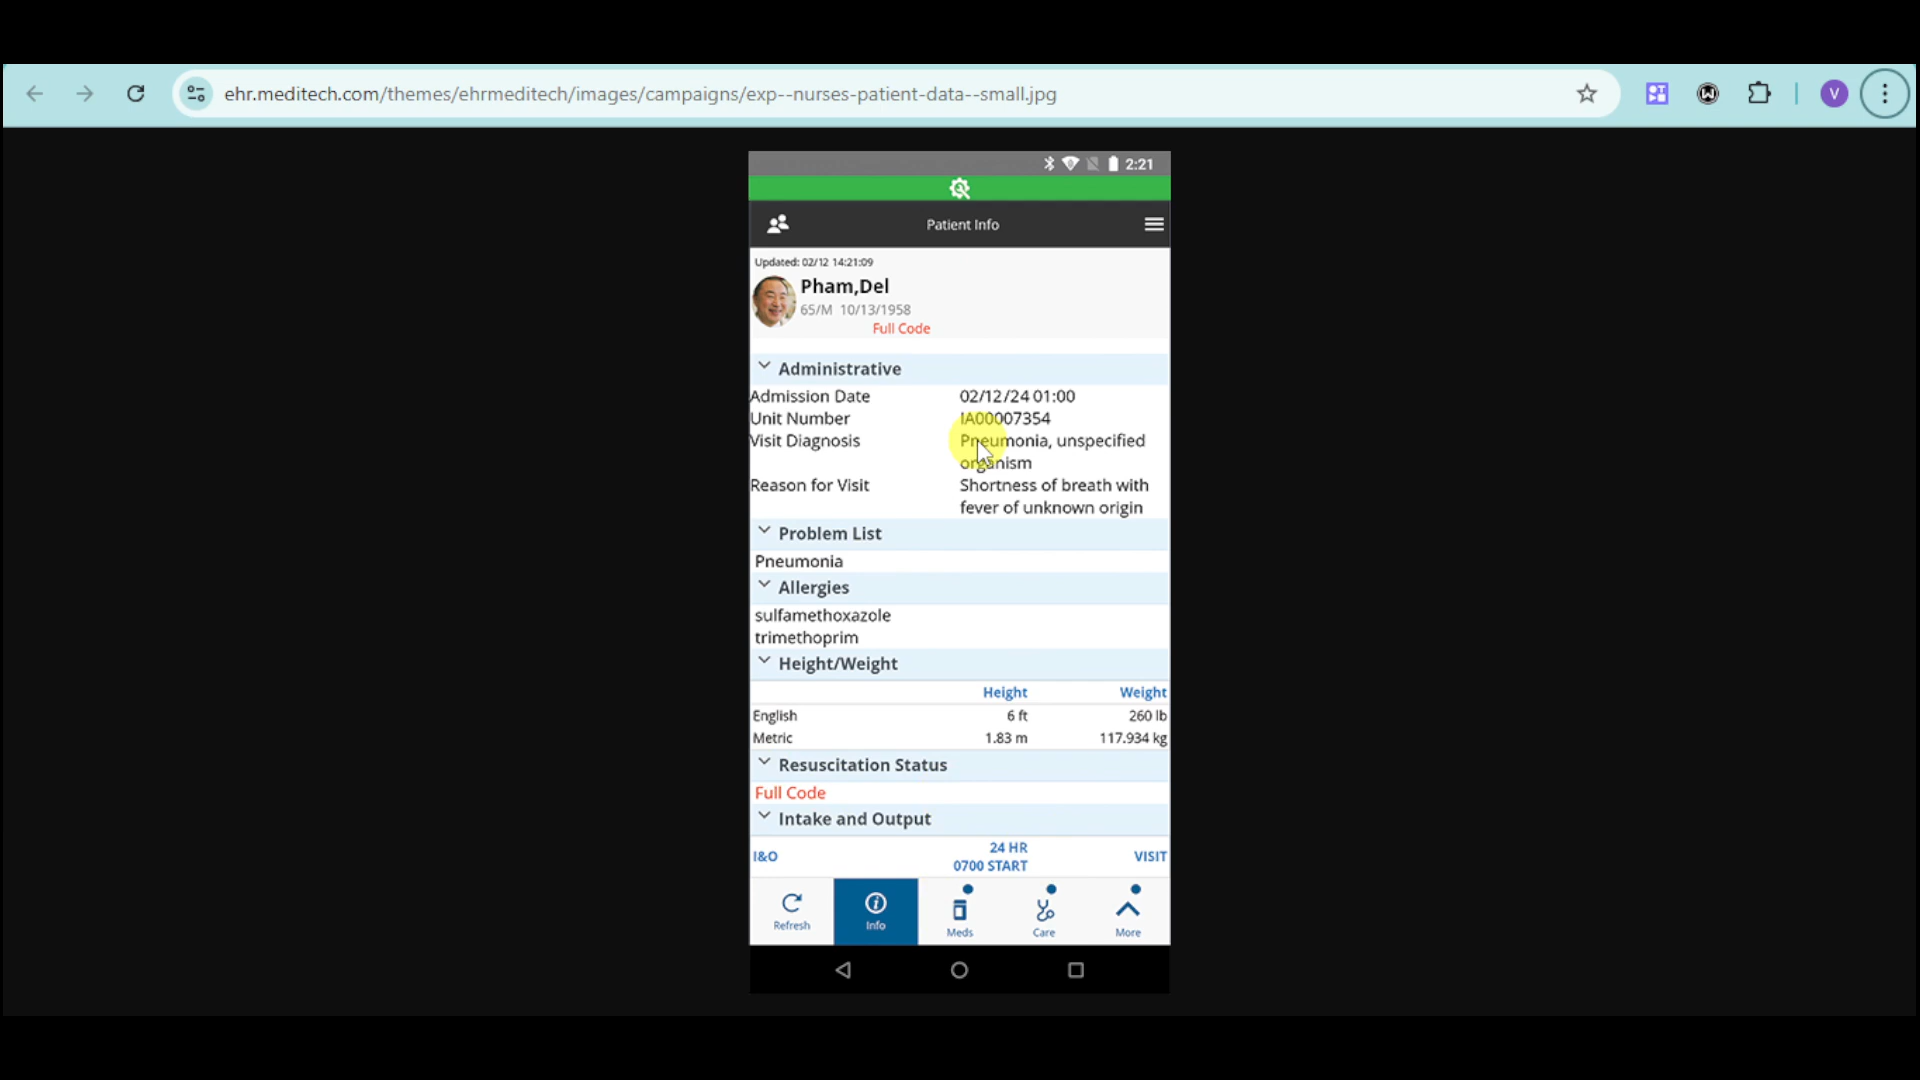 ehr.meditech.com/themes/ehrmeditech/images/campaigns/exp--nurses-patient-data--small.jpg
V
2:21
Patient Info
Updated: 02/12 14:21:09
Pham,Del
65/M 10/13/1958
Full Code
Administrative
Admission Date 02/12/24 01:00
Unit Number IA00007354
Visit Diagnosis Pneumonia, unspecified
organism
Reason for Visit Shortness of breath with
fever of unknown origin
Problem List
Pneumonia
Allergies
sulfamethoxazole
trimethoprim
Height/Weight
Height Weight
English 6 ft 260 lb
Metric 1.83 m 117.934 kg
Resuscitation Status
Full Code
Intake and Output
I&O 24 HR VISIT
0700 START
Refresh Info Meds Care More